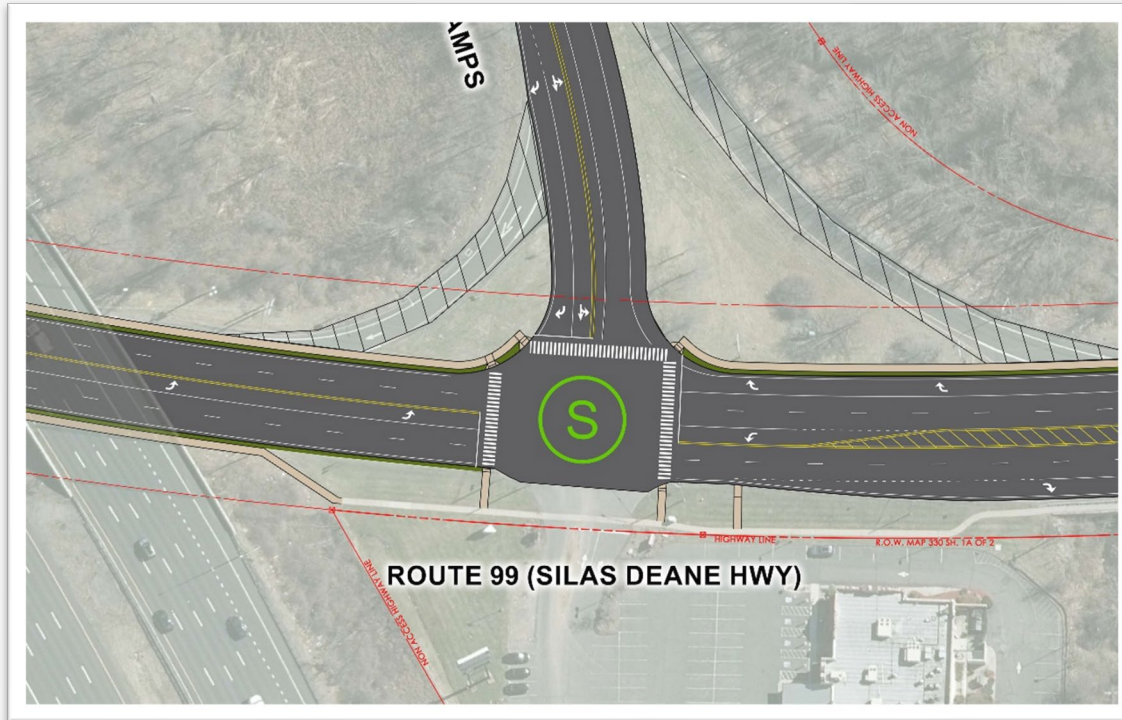 AMPS
NON ACCESS HIGHWAY LINE
S
HIGHWAY LINE
R.O.W. MAP 330 SH. 1A OF 2
ROUTE 99 (SILAS DEANE HWY)
NON ACCESS HIGHWAY LINE